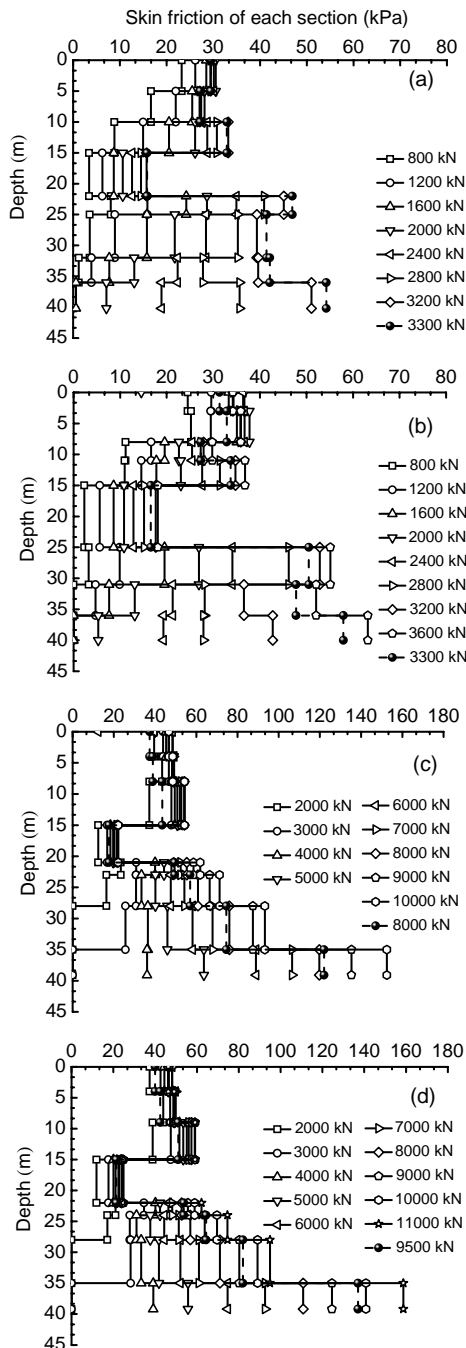 Skin friction of each section (kPa)
0 10 20 30 40 50 60 70 80
0
5
10
15
20
25
30
35
40
45
Depth (m)
(a)
800 kN
1200 kN
1600 kN
2000 kN
2400 kN
2800 kN
3200 kN
3300 kN
0 10 20 30 40 50 60 70 80
0
5
10
15
20
25
30
35
40
45
Depth (m)
(b)
800 kN
1200 kN
1600 kN
2000 kN
2400 kN
2800 kN
3200 kN
3600 kN
3300 kN
0 20 40 60 80 100 120 140 160 180
0
5
10
15
20
25
30
35
40
45
Depth (m)
(c)
2000 kN 6000 kN
3000 kN 7000 kN
4000 kN 8000 kN
5000 kN 9000 kN
10000 kN
8000 kN
0 20 40 60 80 100 120 140 160 180
0
5
10
15
20
25
30
35
40
45
Depth (m)
(d)
2000 kN 7000 kN
3000 kN 8000 kN
4000 kN 9000 kN
5000 kN 10000 kN
6000 kN 11000 kN
9500 kN